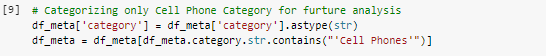 [9] # Categorizing only Cell Phone Category for furture analysis
df_meta['category'] = df_meta['category'].astype(str)
df_meta = df_meta[df_meta.category.str.contains("'Cell Phones'")]